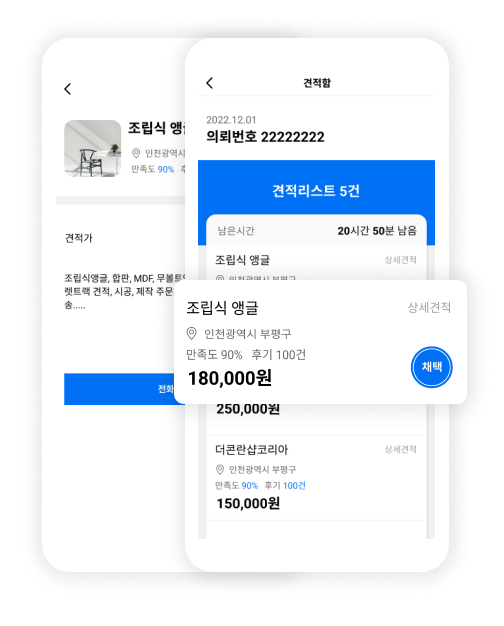 조립식 앵글
인천광역시
만족도 90%
견적가
조립식앵글, 합판, MDF, 무볼트
렛트랙 견적, 시공, 제작 주문
송.....
전화
견적함
2022.12.01
의뢰번호 22222222
견적리스트 5건
남은시간 20시간 50분 남음
조립식 앵글 상세견적
인천광역시 부평구
조립식 앵글 상세견적
인천광역시 부평구
만족도 90% 후기 100건
180,000원
채택
250,000원
더콘란샵코리아 상세견적
인천광역시 부평구
만족도 90% 후기 100건
150,000원